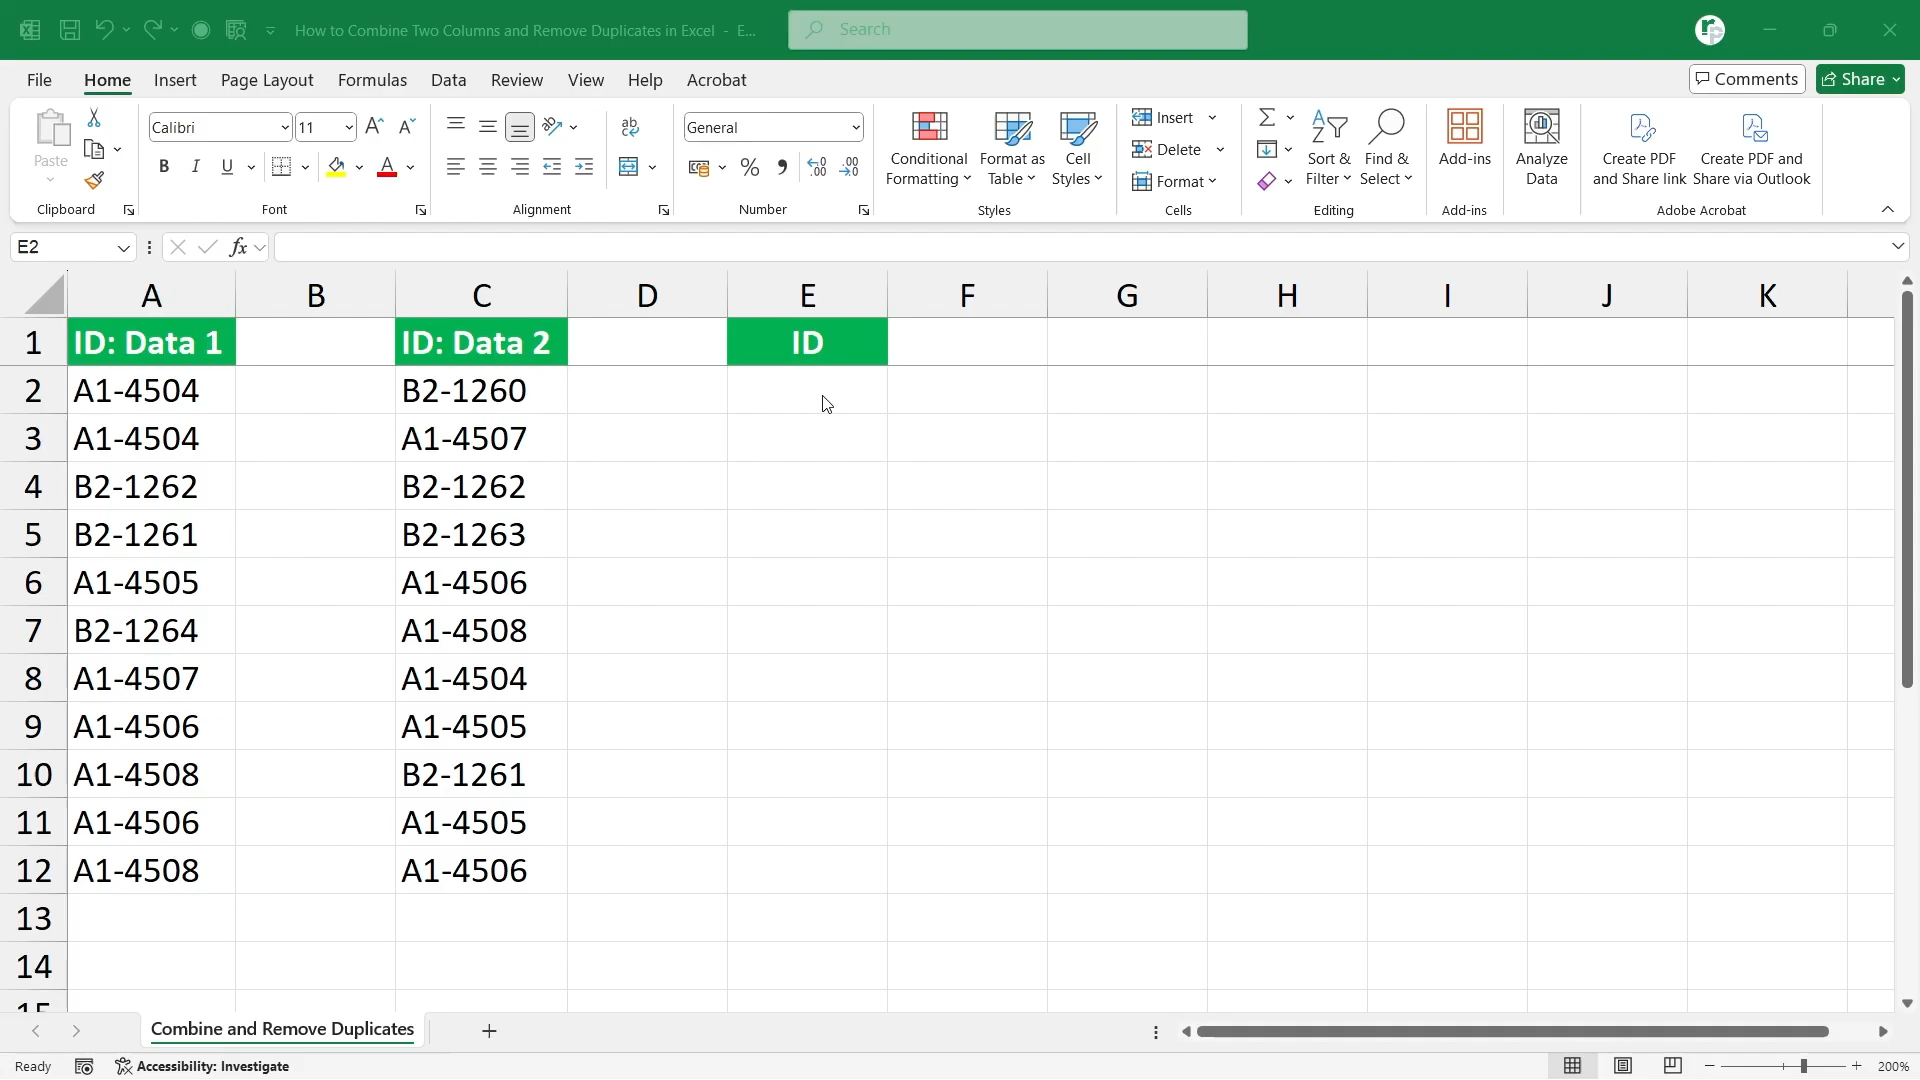 How to Combine Two Columns and Remove Duplicates in Excel - E...
Search
File Home Insert Page Layout Formulas Data Review View Help Acrobat
Comments Share
Paste
Calibri 11
B I U
ab
General
Conditional Formatting
Format as Table
Cell Styles
Insert
Delete
Format
Sort & Filter
Find & Select
Add-ins
Analyze Data
Create PDF and Share link
Create PDF and Share via Outlook
Clipboard Font Alignment Number Styles Cells Editing Add-ins Adobe Acrobat
E2 fx
A B C D E F G H I J K
1 ID: Data 1 ID: Data 2 ID
2 A1-4504 B2-1260
3 A1-4504 A1-4507
4 B2-1262 B2-1262
5 B2-1261 B2-1263
6 A1-4505 A1-4506
7 B2-1264 A1-4508
8 A1-4507 A1-4504
9 A1-4506 A1-4505
10 A1-4508 B2-1261
11 A1-4506 A1-4505
12 A1-4508 A1-4506
13
14
15
Combine and Remove Duplicates
Ready Accessibility: Investigate 200%